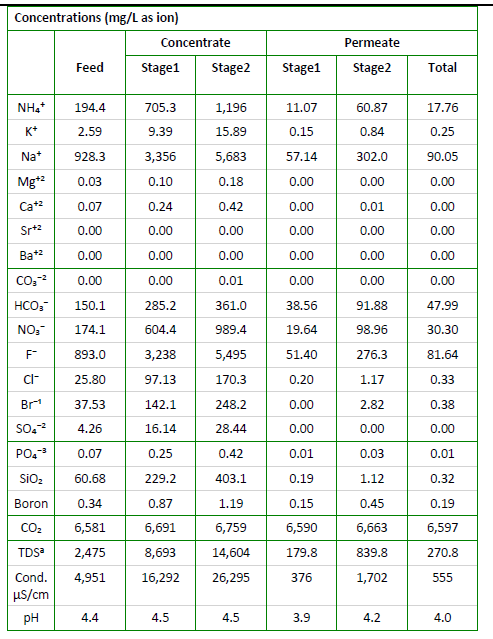 Concentrations (mg/L as ion)
Concentrate Permeate
Feed Stage1 Stage2 Stage1 Stage2 Total
NH₄⁺ 194.4 705.3 1,196 11.07 60.87 17.76
K⁺ 2.59 9.39 15.89 0.15 0.84 0.25
Na⁺ 928.3 3,356 5,683 57.14 302.0 90.05
Mg⁺² 0.03 0.10 0.18 0.00 0.00 0.00
Ca⁺² 0.07 0.24 0.42 0.00 0.01 0.00
Sr⁺² 0.00 0.00 0.00 0.00 0.00 0.00
Ba⁺² 0.00 0.00 0.00 0.00 0.00 0.00
CO₃⁻² 0.00 0.00 0.01 0.00 0.00 0.00
HCO₃⁻ 150.1 285.2 361.0 38.56 91.88 47.99
NO₃⁻ 174.1 604.4 989.4 19.64 98.96 30.30
F⁻ 893.0 3,238 5,495 51.40 276.3 81.64
Cl⁻ 25.80 97.13 170.3 0.20 1.17 0.33
Br⁻¹ 37.53 142.1 248.2 0.00 2.82 0.38
SO₄⁻² 4.26 16.14 28.44 0.00 0.00 0.00
PO₄⁻³ 0.07 0.25 0.42 0.01 0.03 0.01
SiO₂ 60.68 229.2 403.1 0.19 1.12 0.32
Boron 0.34 0.87 1.19 0.15 0.45 0.19
CO₂ 6,581 6,691 6,759 6,590 6,663 6,597
TDSᵃ 2,475 8,693 14,604 179.8 839.8 270.8
Cond. 4,951 16,292 26,295 376 1,702 555
µS/cm
pH 4.4 4.5 4.5 3.9 4.2 4.0